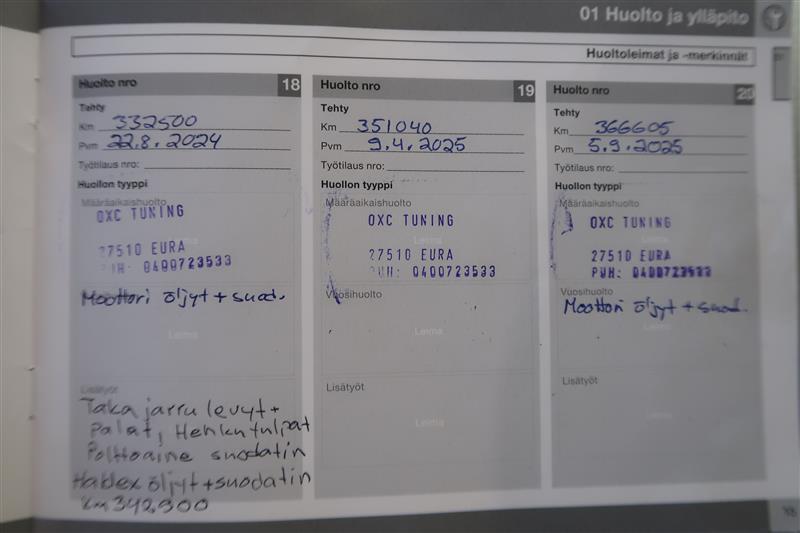 01 Huolto ja ylläpito
Huoltoleimat ja -merkinnät
Huolto nro 18
Tehty
Km 332500
Pvm 22.8.2024
Työtilaus nro:
Huollon tyyppi
Määräaikaishuolto
OXC TUNING
Leima
27510 EURA
PUH: 0400723533
Moottori öljyt + suod.
Leima
Lisätyöt
Taka jarru levyt +
Palat, Hehkutulpat
Polttoaine suodatin
Haldex öljyt + suodatin
Km 342.900
Huolto nro 19
Tehty
Km 351040
Pvm 9.4.2025
Työtilaus nro:
Huollon tyyppi
Määräaikaishuolto
OXC TUNING
Leima
27510 EURA
PUH: 0400723533
Vuosihuolto
Leima
Lisätyöt
Leima
Huolto nro 20
Tehty
Km 366605
Pvm 5.9.2025
Työtilaus nro:
Huollon tyyppi
Määräaikaishuolto
OXC TUNING
Leima
27510 EURA
PUH: 0400723533
Vuosihuolto
Moottori öljyt + suod.
Leima
Lisätyöt
Leima